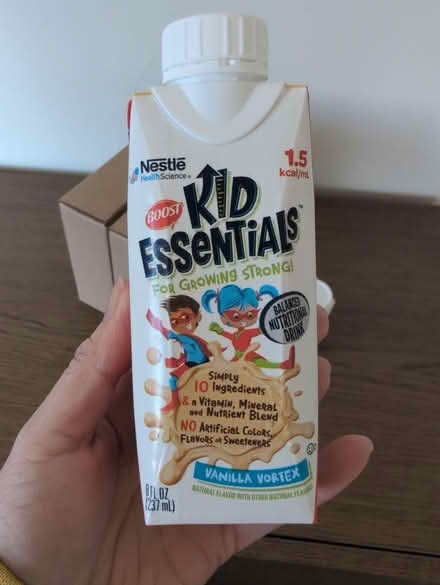 Nestlé
HealthScience
1.5
kcal/mL
BOOST
KID
ESSENTIALS™
FOR GROWING STRONG!
BALANCED
NUTRITIONAL
DRINK
SIMPLY
10 Ingredients
& a Vitamin, Mineral
and Nutrient Blend
NO Artificial Colors,
Flavors or Sweeteners
VANILLA VORTEX
NATURAL FLAVOR WITH OTHER NATURAL
8 FL OZ
(237 mL)